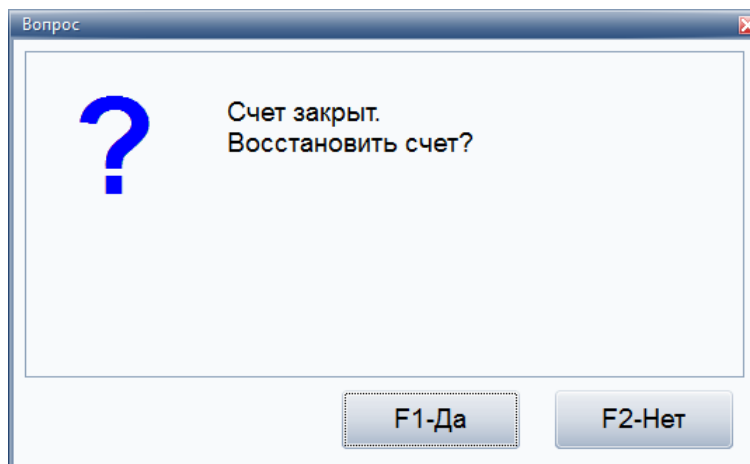 Вопрос
Счет закрыт.
Восстановить счет?
F1-Да
F2-Нет